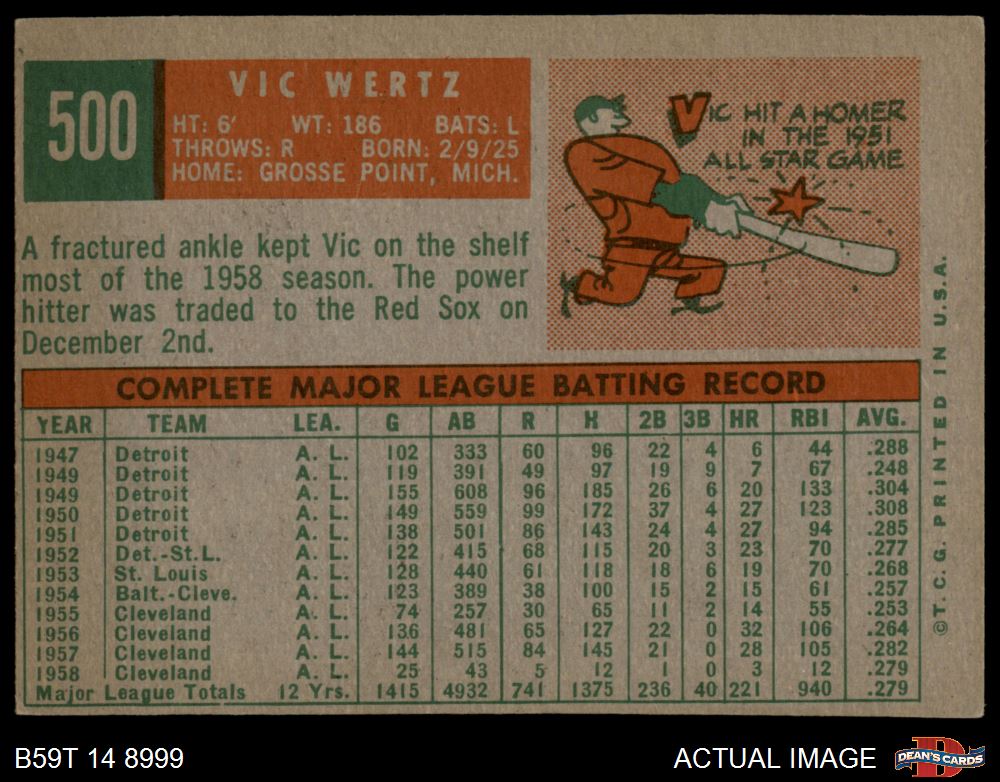 500
VIC WERTZ
HT: 6' WT: 186 BATS: L
THROWS: R BORN: 2/9/25
HOME: GROSSE POINT, MICH.
VIC HIT A HOMER
IN THE 1951
ALL STAR GAME
A fractured ankle kept Vic on the shelf
most of the 1958 season. The power
hitter was traded to the Red Sox on
December 2nd.
COMPLETE MAJOR LEAGUE BATTING RECORD
YEAR TEAM LEA. G AB R H 2B 3B HR RBI AVG.
1947 Detroit A. L. 102 333 60 96 22 4 6 44 .288
1949 Detroit A. L. 119 391 49 97 19 9 7 67 .248
1949 Detroit A. L. 155 608 96 185 26 6 20 133 .304
1950 Detroit A. L. 149 559 99 172 37 4 27 123 .308
1951 Detroit A. L. 138 501 86 143 24 4 27 94 .285
1952 Det.-St.L. A. L. 122 415 68 115 20 3 23 70 .277
1953 St. Louis A. L. 128 440 61 118 18 6 19 70 .268
1954 Balt.-Cleve. A. L. 123 389 38 100 15 2 15 61 .257
1955 Cleveland A. L. 74 257 30 65 11 2 14 55 .253
1956 Cleveland A. L. 136 481 65 127 22 0 32 106 .264
1957 Cleveland A. L. 144 515 84 145 21 0 28 105 .282
1958 Cleveland A. L. 25 43 5 12 1 0 3 12 .279
Major League Totals 12 Yrs. 1415 4932 741 1375 236 40 221 940 .279
©T.C.G. PRINTED IN U.S.A.
B59T 14 8999
ACTUAL IMAGE
D
DEAN'S CARDS